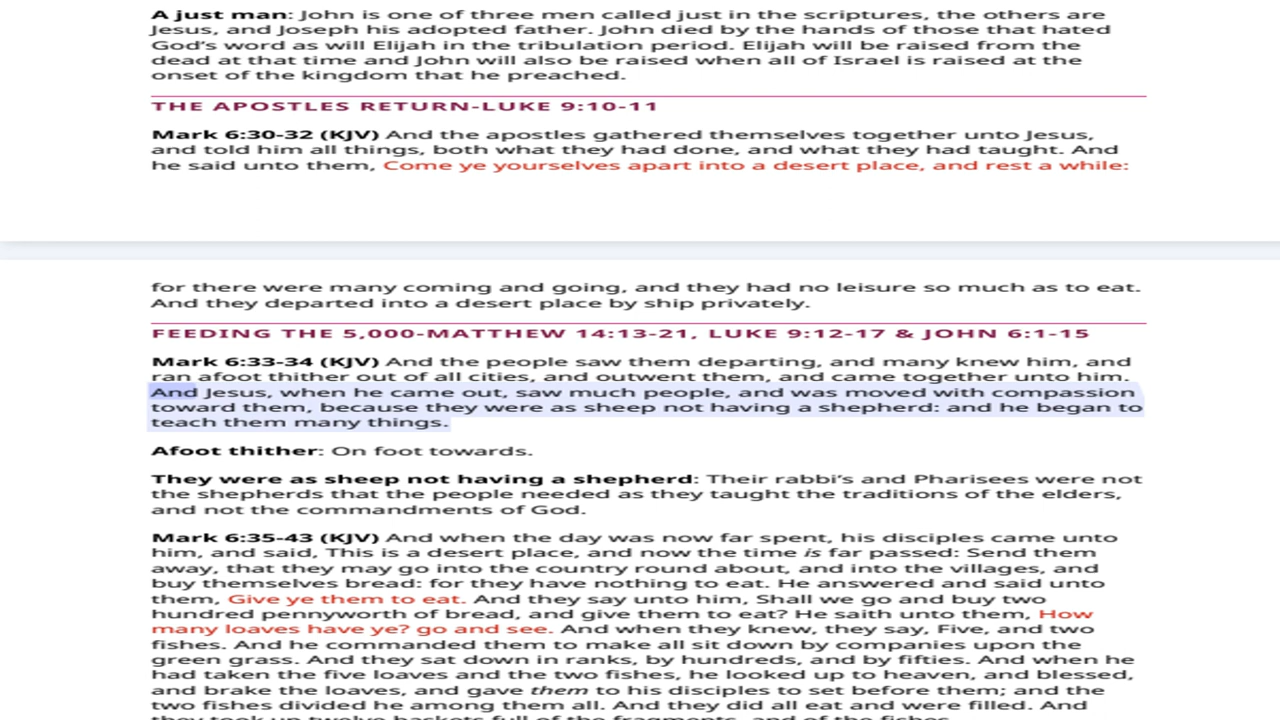 A just man: John is one of three men called just in the scriptures, the others are
Jesus, and Joseph his adopted father. John died by the hands of those that hated
God's word as will Elijah in the tribulation period. Elijah will be raised from the
dead at that time and John will also be raised when all of Israel is raised at the
onset of the kingdom that he preached.
THE APOSTLES RETURN-LUKE 9:10-11
Mark 6:30-32 (KJV) And the apostles gathered themselves together unto Jesus,
and told him all things, both what they had done, and what they had taught. And
he said unto them, Come ye yourselves apart into a desert place, and rest a while:
for there were many coming and going, and they had no leisure so much as to eat.
And they departed into a desert place by ship privately.
FEEDING THE 5,000-MATTHEW 14:13-21, LUKE 9:12-17 & JOHN 6:1-15
Mark 6:33-34 (KJV) And the people saw them departing, and many knew him, and
ran afoot thither out of all cities, and outwent them, and came together unto him.
And Jesus, when he came out, saw much people, and was moved with compassion
toward them, because they were as sheep not having a shepherd: and he began to
teach them many things.
Afoot thither: On foot towards.
They were as sheep not having a shepherd: Their rabbi's and Pharisees were not
the shepherds that the people needed as they taught the traditions of the elders,
and not the commandments of God.
Mark 6:35-43 (KJV) And when the day was now far spent, his disciples came unto
him, and said, This is a desert place, and now the time is far passed: Send them
away, that they may go into the country round about, and into the villages, and
buy themselves bread: for they have nothing to eat. He answered and said unto
them, Give ye them to eat. And they say unto him, Shall we go and buy two
hundred pennyworth of bread, and give them to eat? He saith unto them, How
many loaves have ye? go and see. And when they knew, they say, Five, and two
fishes. And he commanded them to make all sit down by companies upon the
green grass. And they sat down in ranks, by hundreds, and by fifties. And when he
had taken the five loaves and the two fishes, he looked up to heaven, and blessed,
and brake the loaves, and gave them to his disciples to set before them; and the
two fishes divided he among them all. And they did all eat and were filled. And
they took up twelve baskets full of the fragments, and of the fishes.